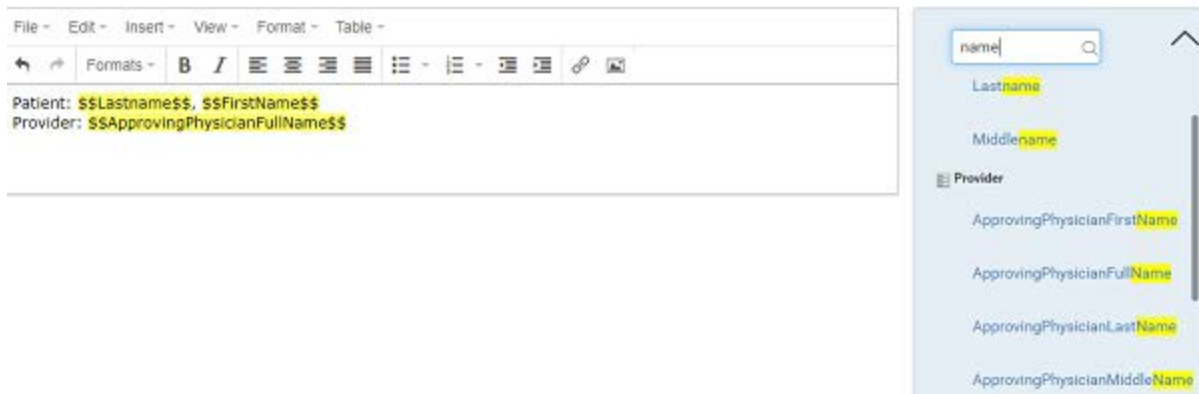 File Edit Insert View Format Table
Formats B I
Patient: $$Lastname$$, $$FirstName$$
Provider: $$ApprovingPhysicianFullName$$
name
Lastname
Middlename
Provider
ApprovingPhysicianFirstName
ApprovingPhysicianFullName
ApprovingPhysicianLastName
ApprovingPhysicianMiddleName